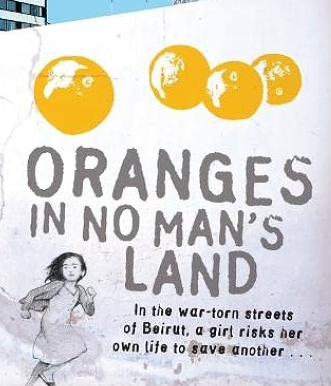 ORANGES
IN NO MAN'S
LAND
In the war-torn streets
of Beirut, a girl risks her
own life to save another . . .